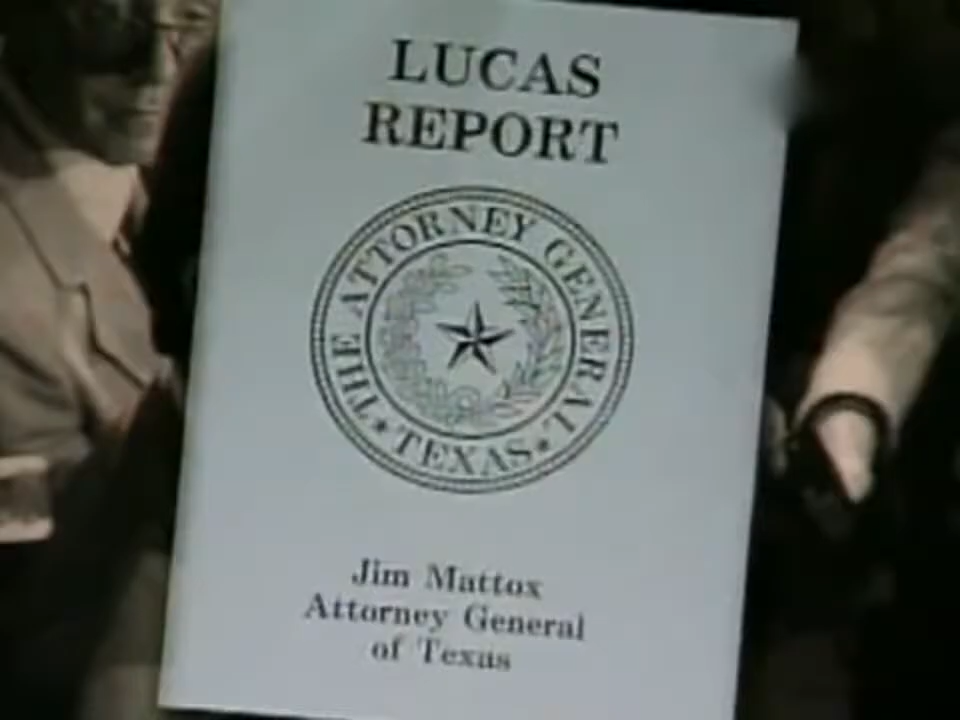 LUCAS
REPORT
THE ATTORNEY GENERAL
★ TEXAS ★
Jim Mattox
Attorney General
of Texas